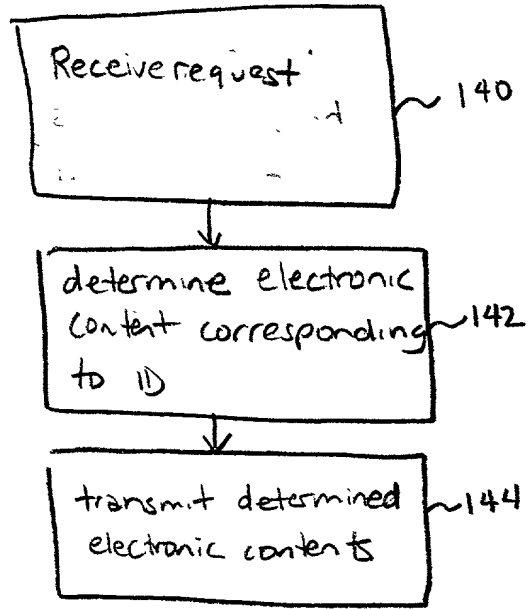 Receive request
140
determine electronic
content corresponding
to ID
142
transmit determined
electronic contents
144